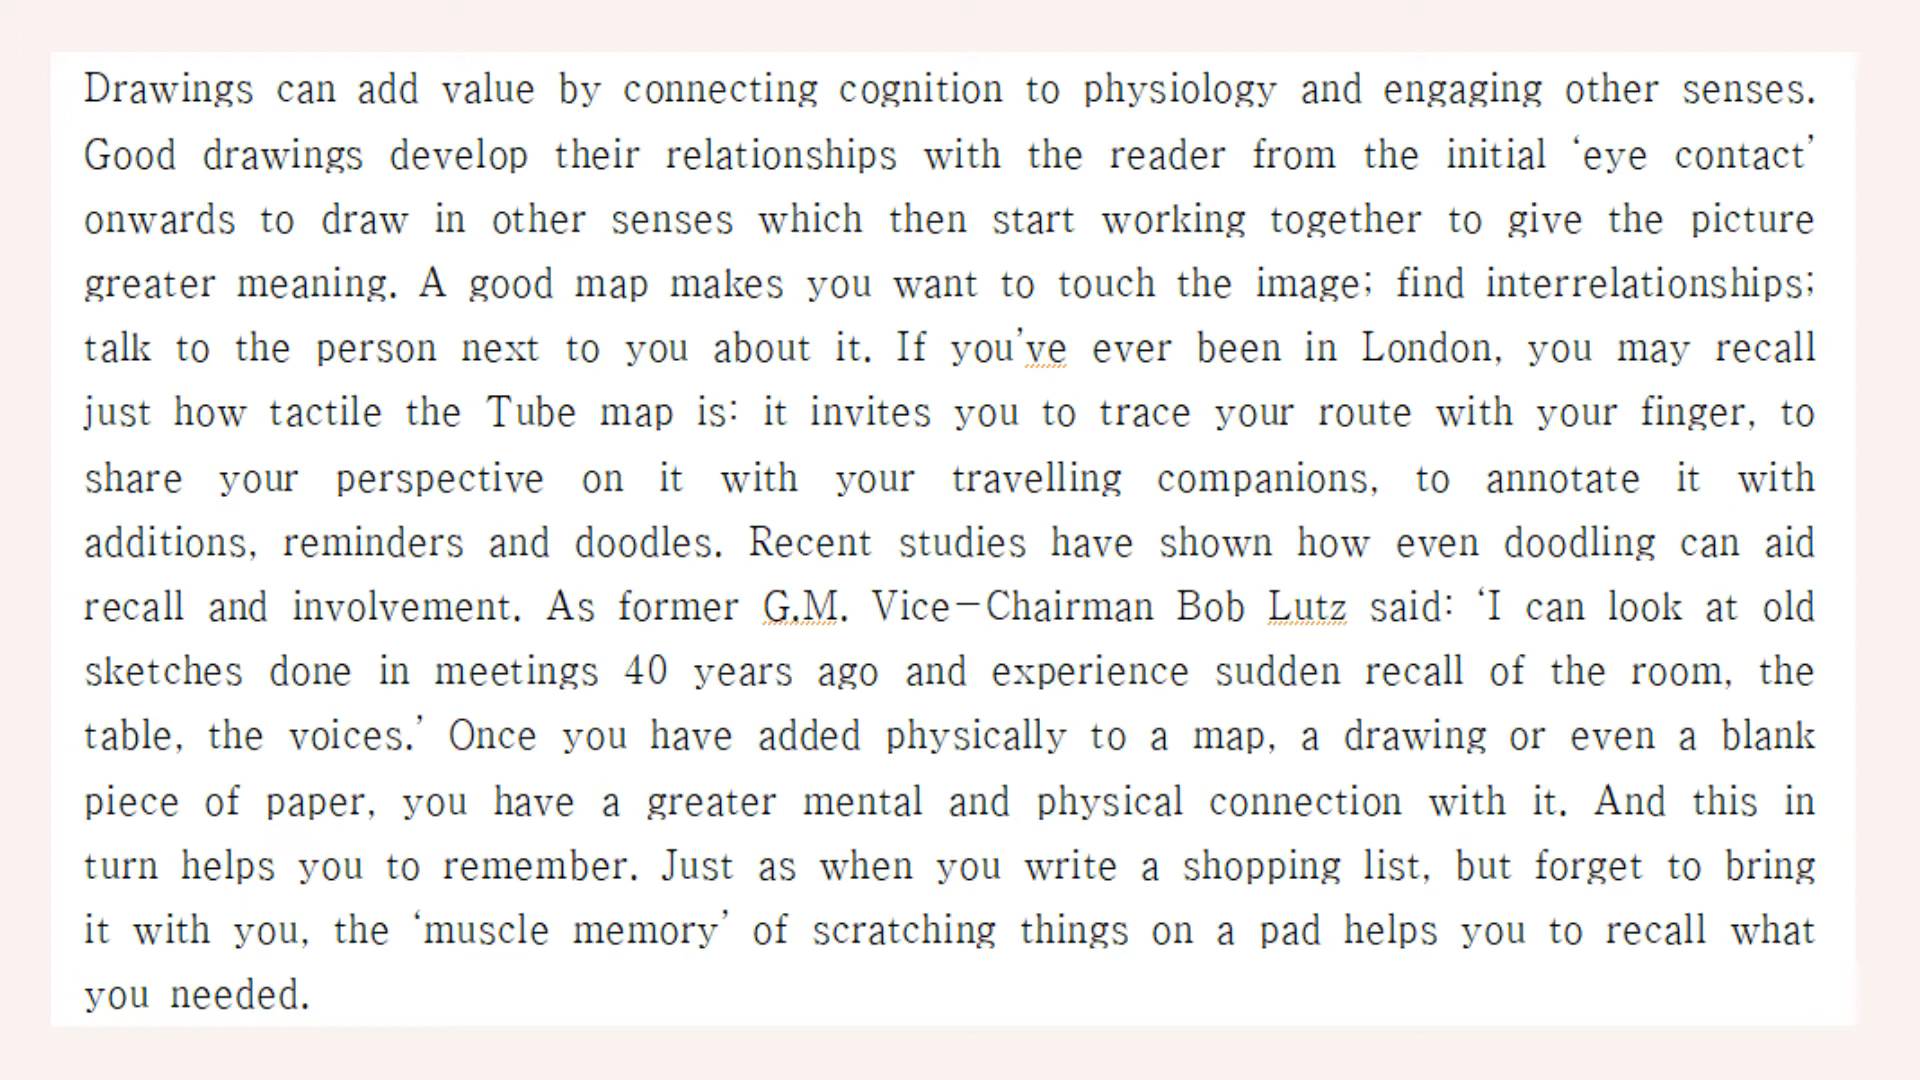 Drawings can add value by connecting cognition to physiology and engaging other senses.
Good drawings develop their relationships with the reader from the initial ‘eye contact’
onwards to draw in other senses which then start working together to give the picture
greater meaning. A good map makes you want to touch the image; find interrelationships;
talk to the person next to you about it. If you’ve ever been in London, you may recall
just how tactile the Tube map is: it invites you to trace your route with your finger, to
share your perspective on it with your travelling companions, to annotate it with
additions, reminders and doodles. Recent studies have shown how even doodling can aid
recall and involvement. As former G.M. Vice-Chairman Bob Lutz said: ‘I can look at old
sketches done in meetings 40 years ago and experience sudden recall of the room, the
table, the voices.’ Once you have added physically to a map, a drawing or even a blank
piece of paper, you have a greater mental and physical connection with it. And this in
turn helps you to remember. Just as when you write a shopping list, but forget to bring
it with you, the ‘muscle memory’ of scratching things on a pad helps you to recall what
you needed.